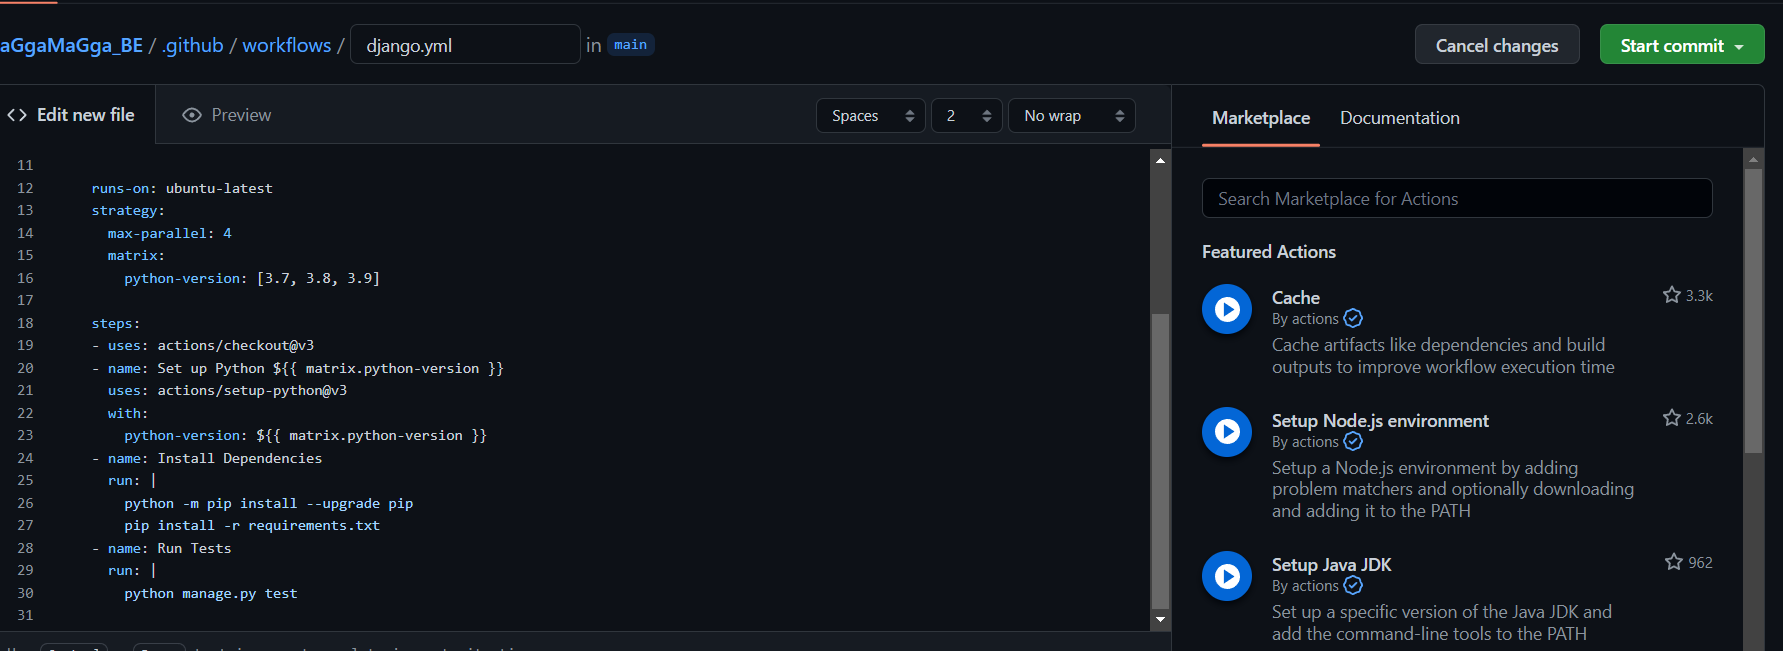 aGgaMaGga_BE / .github / workflows / django.yml in main
Cancel changes
Start commit
Edit new file
Preview
Spaces
2
No wrap
11
12 runs-on: ubuntu-latest
13 strategy:
14 max-parallel: 4
15 matrix:
16 python-version: [3.7, 3.8, 3.9]
17
18 steps:
19 - uses: actions/checkout@v3
20 - name: Set up Python ${{ matrix.python-version }}
21 uses: actions/setup-python@v3
22 with:
23 python-version: ${{ matrix.python-version }}
24 - name: Install Dependencies
25 run: |
26 python -m pip install --upgrade pip
27 pip install -r requirements.txt
28 - name: Run Tests
29 run: |
30 python manage.py test
31
Marketplace
Documentation
Search Marketplace for Actions
Featured Actions
Cache
3.3k
By actions
Cache artifacts like dependencies and build
outputs to improve workflow execution time
Setup Node.js environment
2.6k
By actions
Setup a Node.js environment by adding
problem matchers and optionally downloading
and adding it to the PATH
Setup Java JDK
962
By actions
Set up a specific version of the Java JDK and
add the command-line tools to the PATH